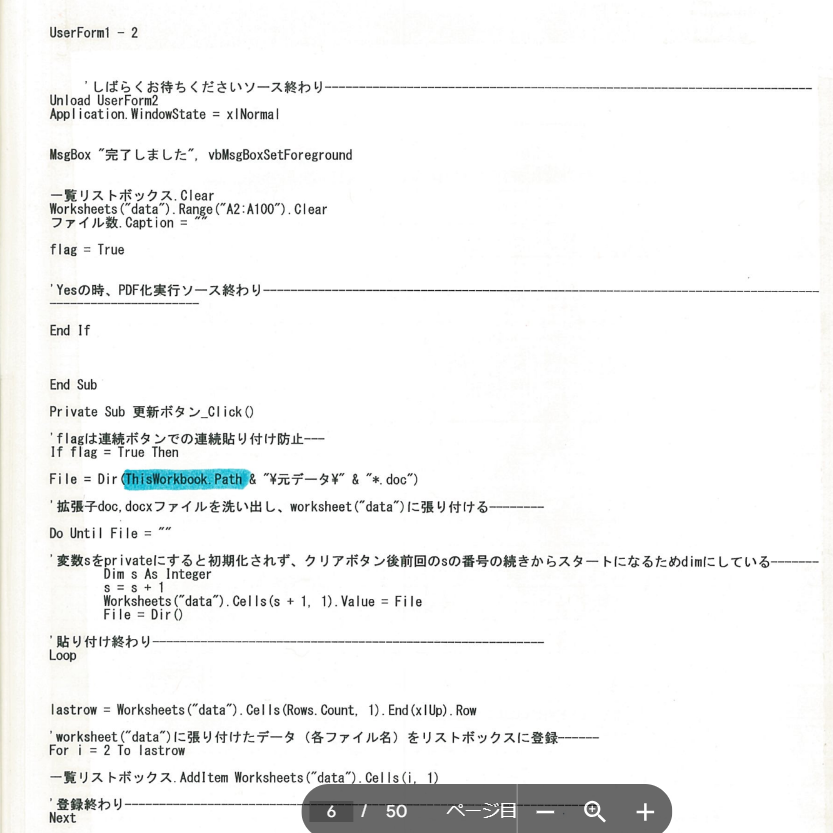 UserForm1 - 2
'しばらくお待ちくださいソース終わり------------------------------------------------------------------------
Unload UserForm2
Application.WindowState = xlNormal
MsgBox "完了しました", vbMsgBoxSetForeground
一覧リストボックス.Clear
Worksheets("data").Range("A2:A100").Clear
ファイル数.Caption = ""
flag = True
'Yesの時、PDF化実行ソース終わり----------------------------------------------------------------------------------
----------------------
End If
End Sub
Private Sub 更新ボタン_Click()
'flagは連続ボタンでの連続貼り付け防止---
If flag = True Then
File = Dir(ThisWorkbook.Path & "¥元データ¥" & "*.doc")
'拡張子doc,docxファイルを洗い出し、worksheet("data")に張り付ける--------
Do Until File = ""
'変数sをprivateにすると初期化されず、クリアボタン後前回のsの番号の続きからスタートになるためdimにしている-------
Dim s As Integer
s = s + 1
Worksheets("data").Cells(s + 1, 1).Value = File
File = Dir()
'貼り付け終わり----------------------------------------------------------
Loop
lastrow = Worksheets("data").Cells(Rows.Count, 1).End(xlUp).Row
'worksheet("data")に張り付けたデータ（各ファイル名）をリストボックスに登録------
For i = 2 To lastrow
一覧リストボックス.AddItem Worksheets("data").Cells(i, 1)
'登録終わり--------------------------------------------------------------
Next
6 / 50 ページ目